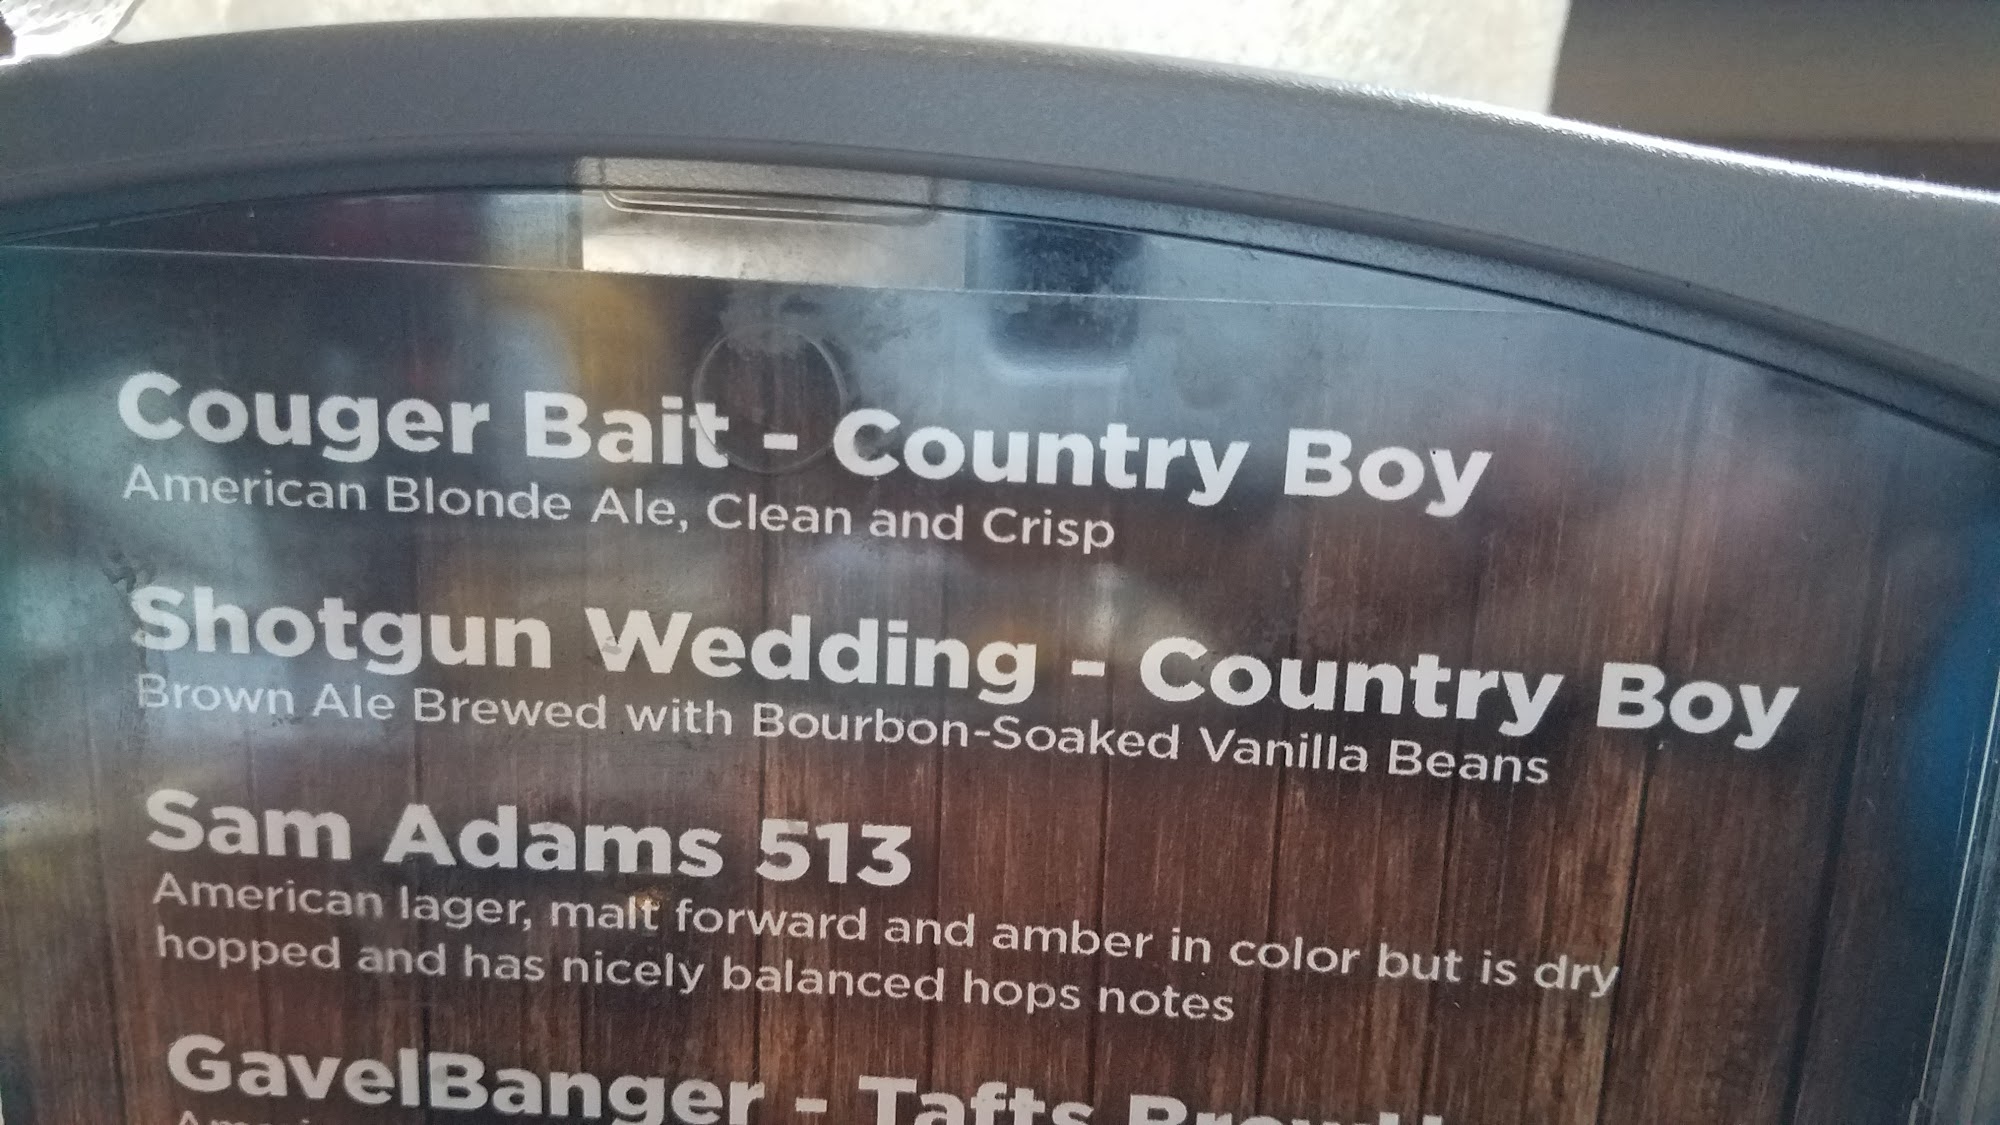 Couger Bait - Country Boy
American Blonde Ale, Clean and Crisp
Shotgun Wedding - Country Boy
Brown Ale Brewed with Bourbon-Soaked Vanilla Beans
Sam Adams 513
American lager, malt forward and amber in color but is dry
hopped and has nicely balanced hops notes
GavelBanger - Tafts